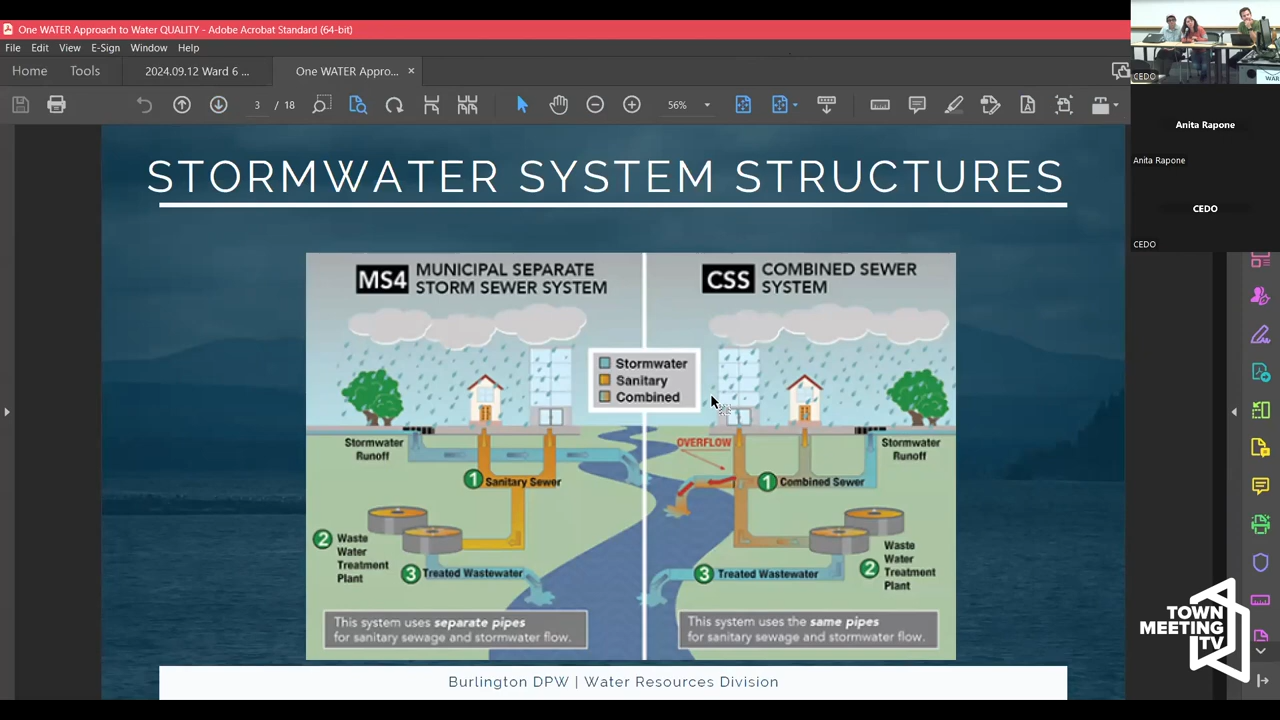 One WATER Approach to Water QUALITY - Adobe Acrobat Standard (64-bit)
File Edit View E-Sign Window Help
Home Tools 2024.09.12 Ward 6 ... One WATER Appro... ×
3 / 18 56%
CEDO
Anita Rapone
Anita Rapone
CEDO
CEDO
STORMWATER SYSTEM STRUCTURES
MS4 MUNICIPAL SEPARATE
STORM SEWER SYSTEM
CSS COMBINED SEWER
SYSTEM
Stormwater
Sanitary
Combined
Stormwater
Runoff
1 Sanitary Sewer
2 Waste
Water
Treatment
Plant
3 Treated Wastewater
This system uses separate pipes
for sanitary sewage and stormwater flow.
OVERFLOW
Stormwater
Runoff
1 Combined Sewer
2 Waste
Water
Treatment
Plant
3 Treated Wastewater
This system uses the same pipes
for sanitary sewage and stormwater flow.
Burlington DPW | Water Resources Division
TOWN
MEETING
TV